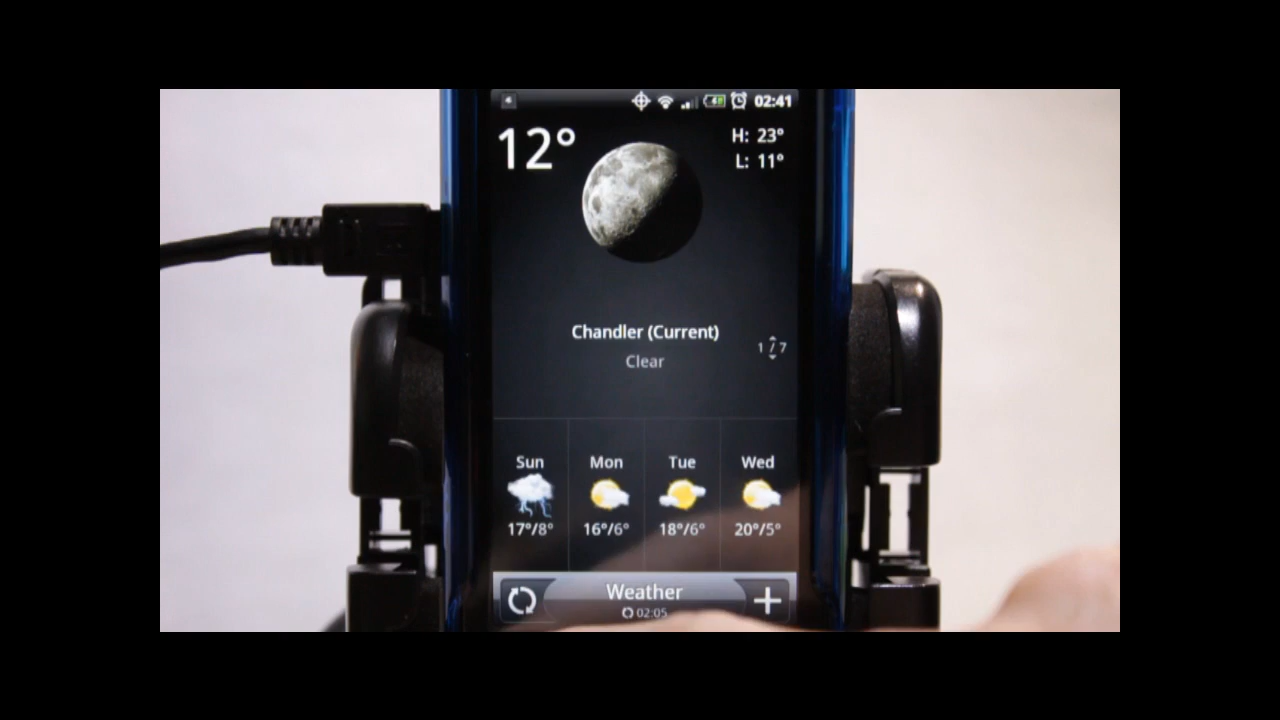 02:41
12°
H: 23°
L: 11°
Chandler (Current)
Clear
1/7
Sun Mon Tue Wed
17°/8° 16°/6° 18°/6° 20°/5°
Weather
02:05